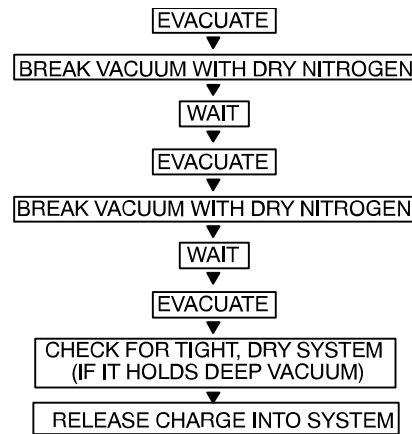 EVACUATE
BREAK VACUUM WITH DRY NITROGEN
WAIT
EVACUATE
BREAK VACUUM WITH DRY NITROGEN
WAIT
EVACUATE
CHECK FOR TIGHT, DRY SYSTEM
(IF IT HOLDS DEEP VACUUM)
RELEASE CHARGE INTO SYSTEM